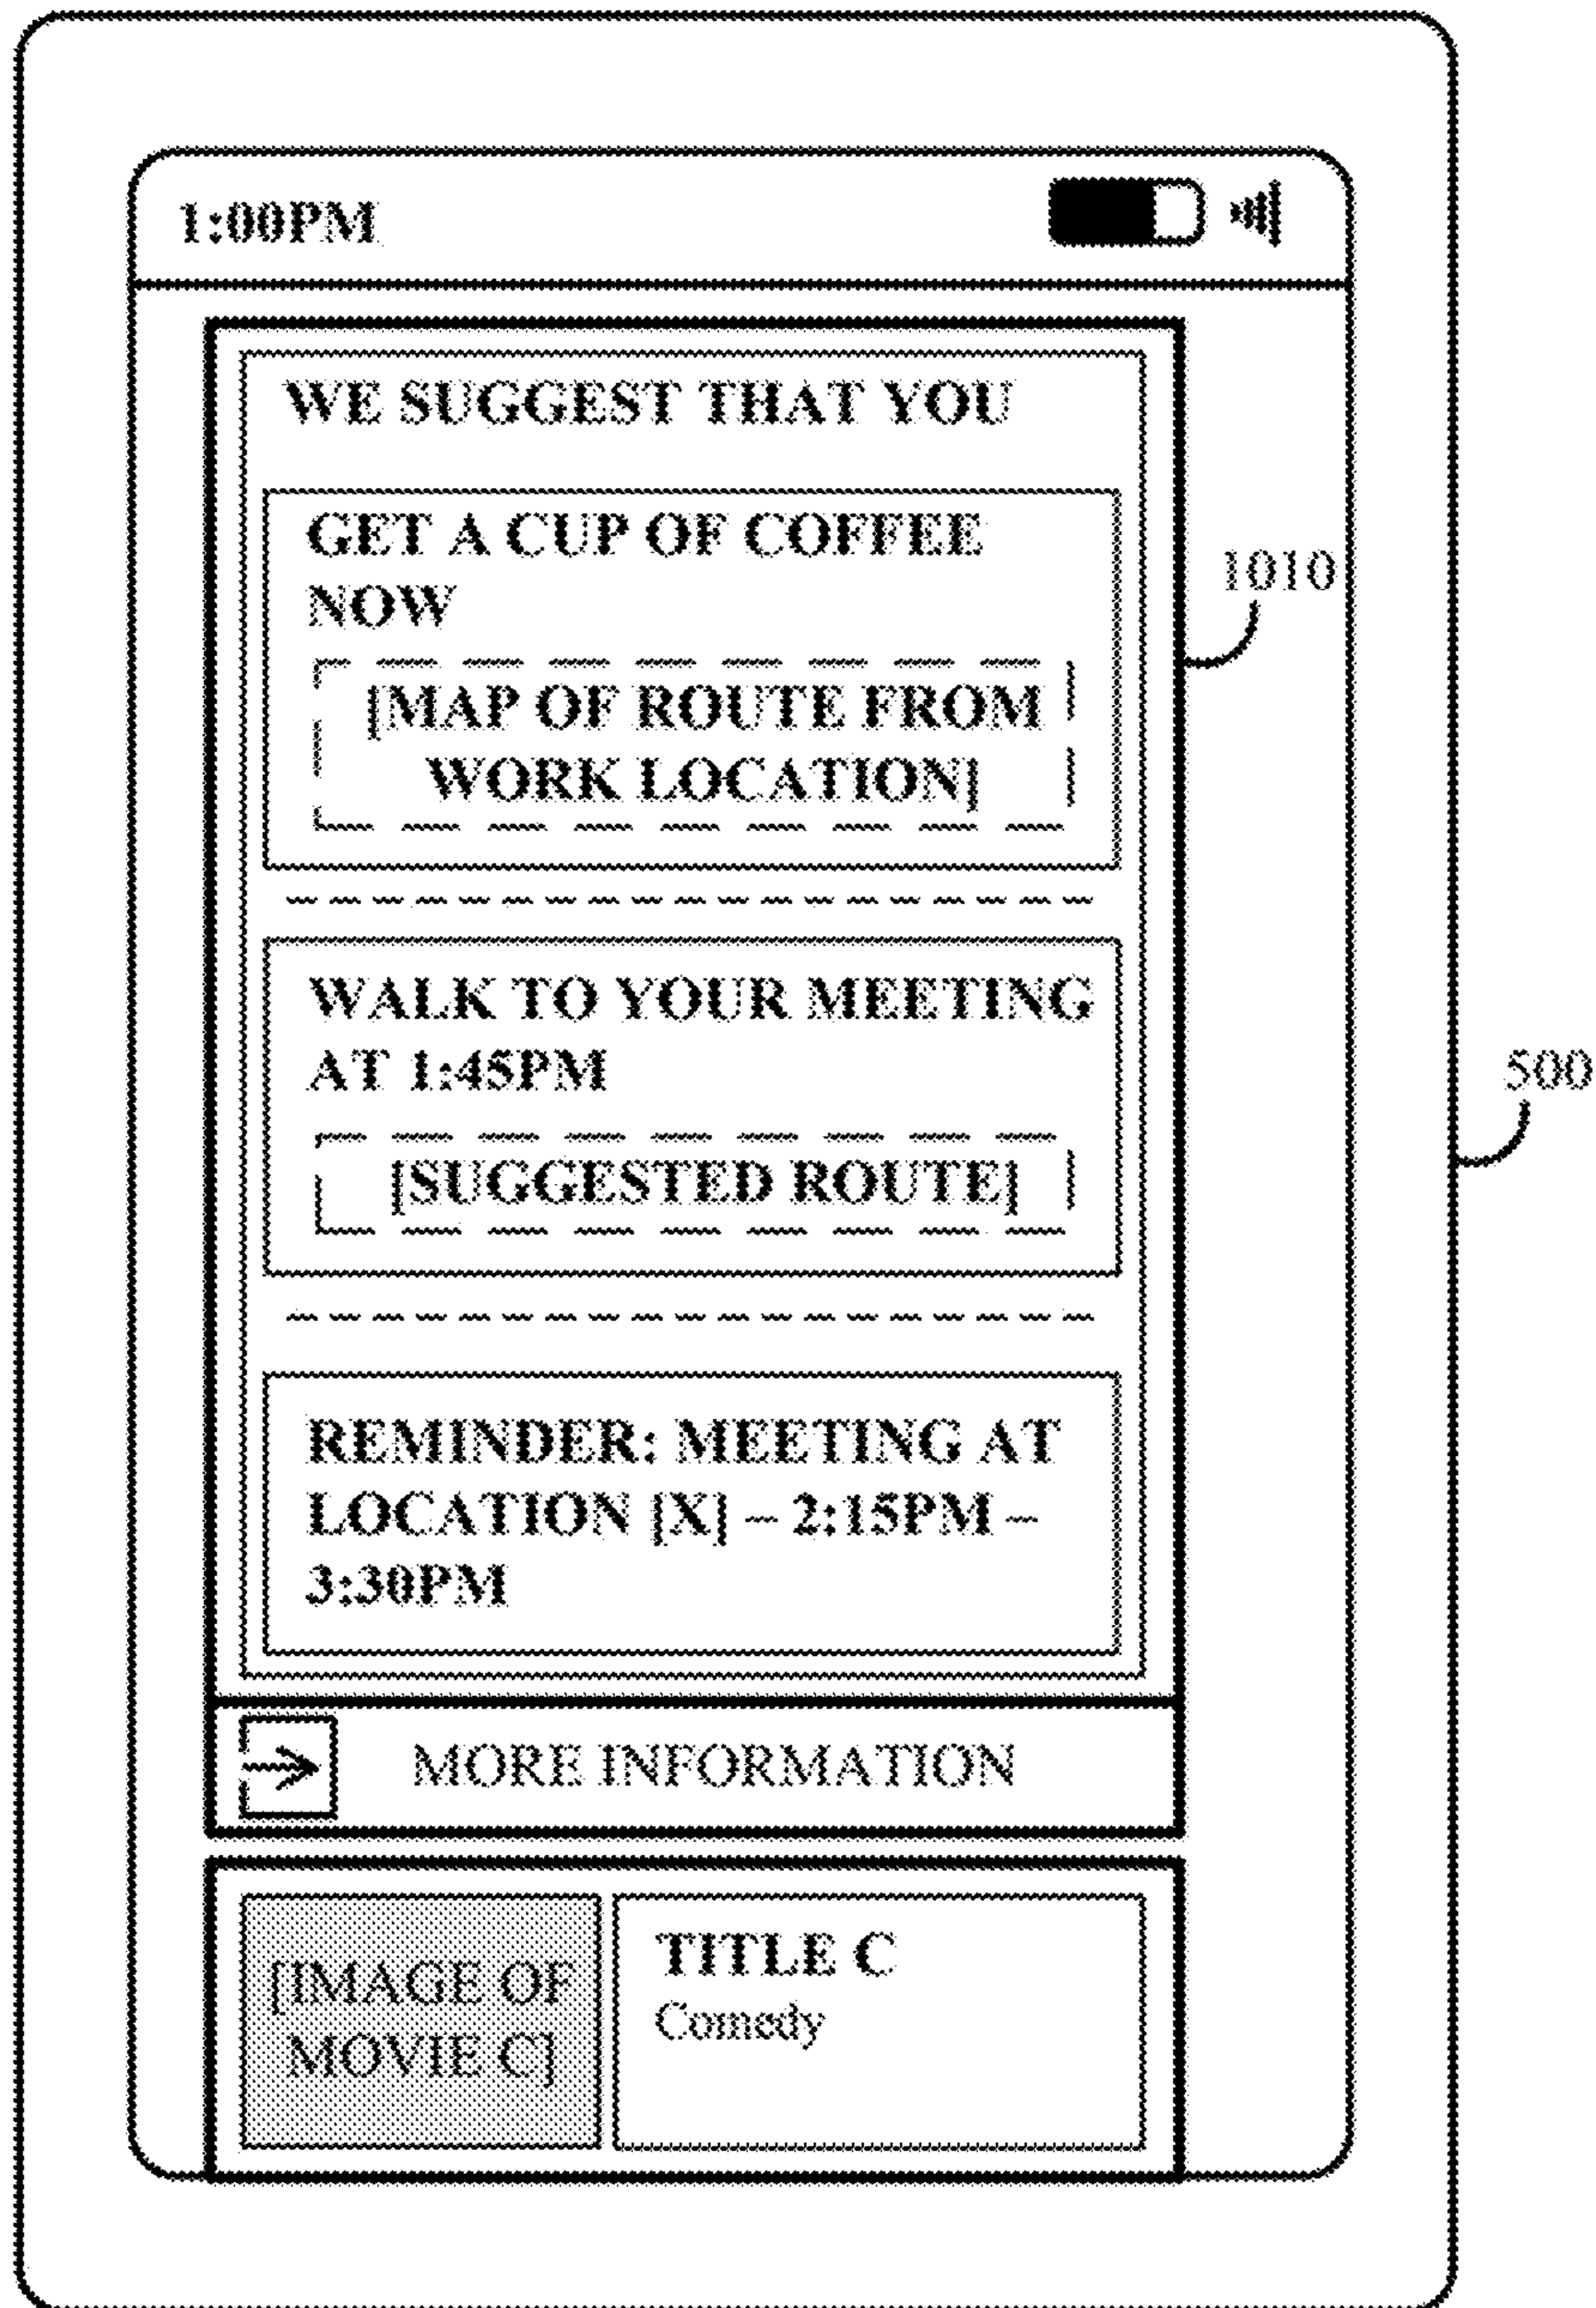 1:00PM
WE SUGGEST THAT YOU
GET A CUP OF COFFEE
NOW
1010
[MAP OF ROUTE FROM
WORK LOCATION]
WALK TO YOUR MEETING
AT 1:45PM
500
[SUGGESTED ROUTE]
REMINDER: MEETING AT
LOCATION [X] – 2:15PM –
3:30PM
MORE INFORMATION
[IMAGE OF
MOVIE C]
TITLE C
Comedy